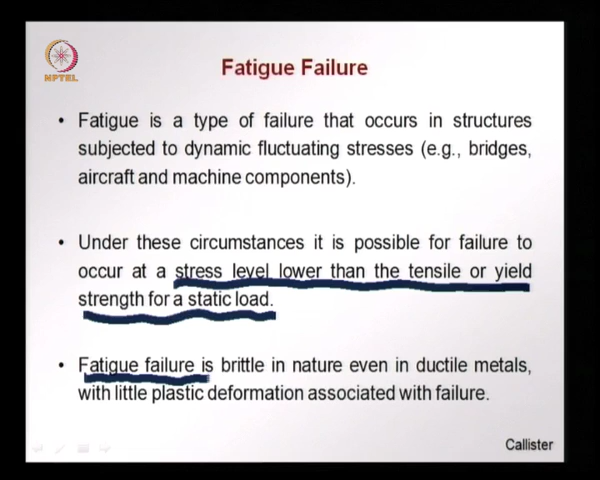 NPTEL
Fatigue Failure
• Fatigue is a type of failure that occurs in structures
subjected to dynamic fluctuating stresses (e.g., bridges,
aircraft and machine components).
• Under these circumstances it is possible for failure to
occur at a stress level lower than the tensile or yield
strength for a static load.
• Fatigue failure is brittle in nature even in ductile metals,
with little plastic deformation associated with failure.
Callister